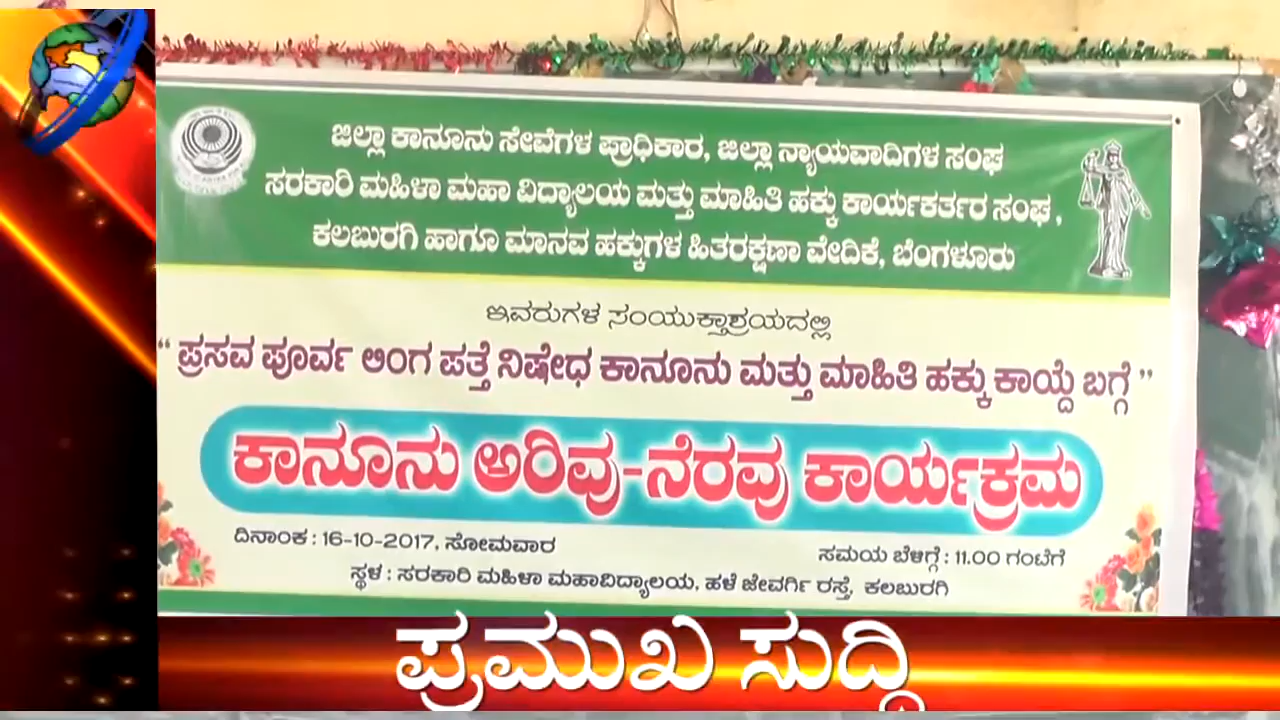 ಜಿಲ್ಲಾ ಕಾನೂನು ಸೇವೆಗಳ ಪ್ರಾಧಿಕಾರ, ಜಿಲ್ಲಾ ನ್ಯಾಯವಾದಿಗಳ ಸಂಘ
ಸರಕಾರಿ ಮಹಿಳಾ ಮಹಾ ವಿದ್ಯಾಲಯ ಮತ್ತು ಮಾಹಿತಿ ಹಕ್ಕು ಕಾರ್ಯಕರ್ತರ ಸಂಘ,
ಕಲಬುರಗಿ ಹಾಗೂ ಮಾನವ ಹಕ್ಕುಗಳ ಹಿತರಕ್ಷಣಾ ವೇದಿಕೆ, ಬೆಂಗಳೂರು
ಇವರುಗಳ ಸಂಯುಕ್ತಾಶ್ರಯದಲ್ಲಿ
“ ಪ್ರಸವ ಪೂರ್ವ ಲಿಂಗ ಪತ್ತೆ ನಿಷೇಧ ಕಾನೂನು ಮತ್ತು ಮಾಹಿತಿ ಹಕ್ಕು ಕಾಯ್ದೆ ಬಗ್ಗೆ ”
ಕಾನೂನು ಅರಿವು-ನೆರವು ಕಾರ್ಯಕ್ರಮ
ದಿನಾಂಕ : 16-10-2017, ಸೋಮವಾರ
ಸಮಯ ಬೆಳಗ್ಗೆ : 11.00 ಗಂಟೆಗೆ
ಸ್ಥಳ : ಸರಕಾರಿ ಮಹಿಳಾ ಮಹಾವಿದ್ಯಾಲಯ, ಹಳೆ ಜೇವರ್ಗಿ ರಸ್ತೆ, ಕಲಬುರಗಿ
ಪ್ರಮುಖ ಸುದ್ದಿ